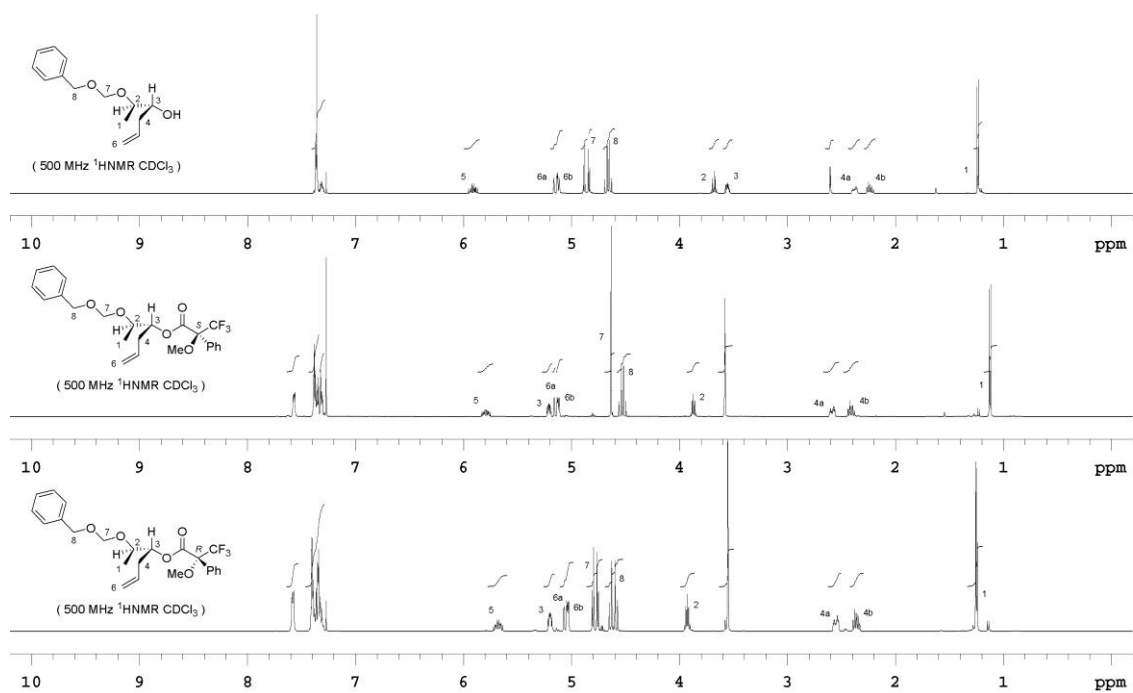 O O H
8 7 H 2 3 OH
1 4
6
( 500 MHz ¹HNMR CDCl₃ )
5 6a 6b 7 8 2 3 4a 4b 1
10 9 8 7 6 5 4 3 2 1 ppm
O O H O
8 7 H 2 3 O S CF₃
1 4 MeO Ph
6
( 500 MHz ¹HNMR CDCl₃ )
5 3 6a 6b 7 8 2 4a 4b 1
10 9 8 7 6 5 4 3 2 1 ppm
O O H O
8 7 H 2 3 O R CF₃
1 4 MeO Ph
6
( 500 MHz ¹HNMR CDCl₃ )
5 3 6a 6b 7 8 2 4a 4b 1
10 9 8 7 6 5 4 3 2 1 ppm